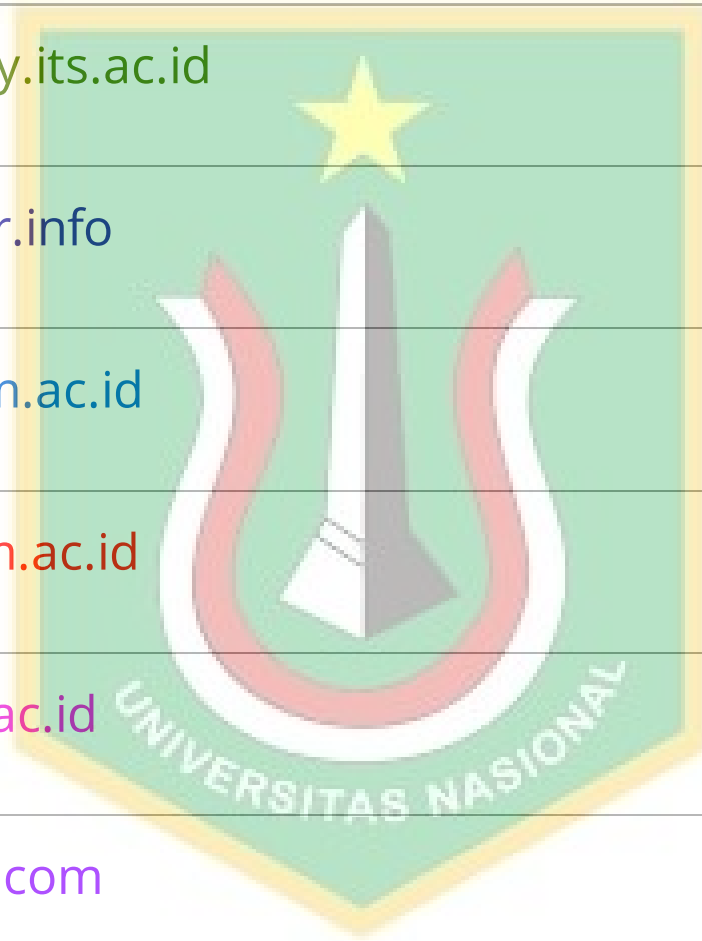 y.its.ac.id
r.info
.ac.id
.ac.id
ac.id
UNIVERSITAS NASIONAL
com